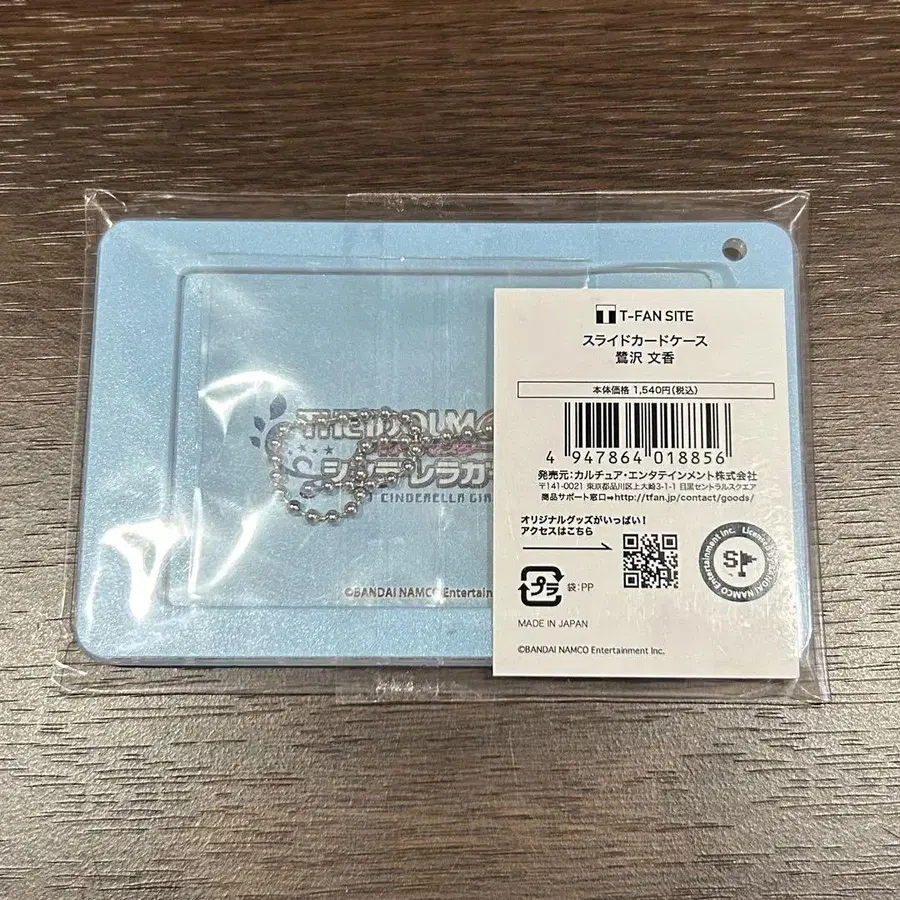 T-FAN SITE
スライドカードケース
鷺沢 文香
本体価格 1,540円(税込)
4 947864 018856
発売元:カルチュア・エンタテインメント株式会社
〒141-0021 東京都品川区上大崎3-1-1 目黒セントラルスクエア
商品サポート窓口⇒http://tfan.jp/contact/goods/
オリジナルグッズがいっぱい!
アクセスはこちら
プラ
袋:PP
MADE IN JAPAN
©BANDAI NAMCO Entertainment Inc.
THE IDOLM
CINDERELLA GI
©BANDAI NAMCO Entertai